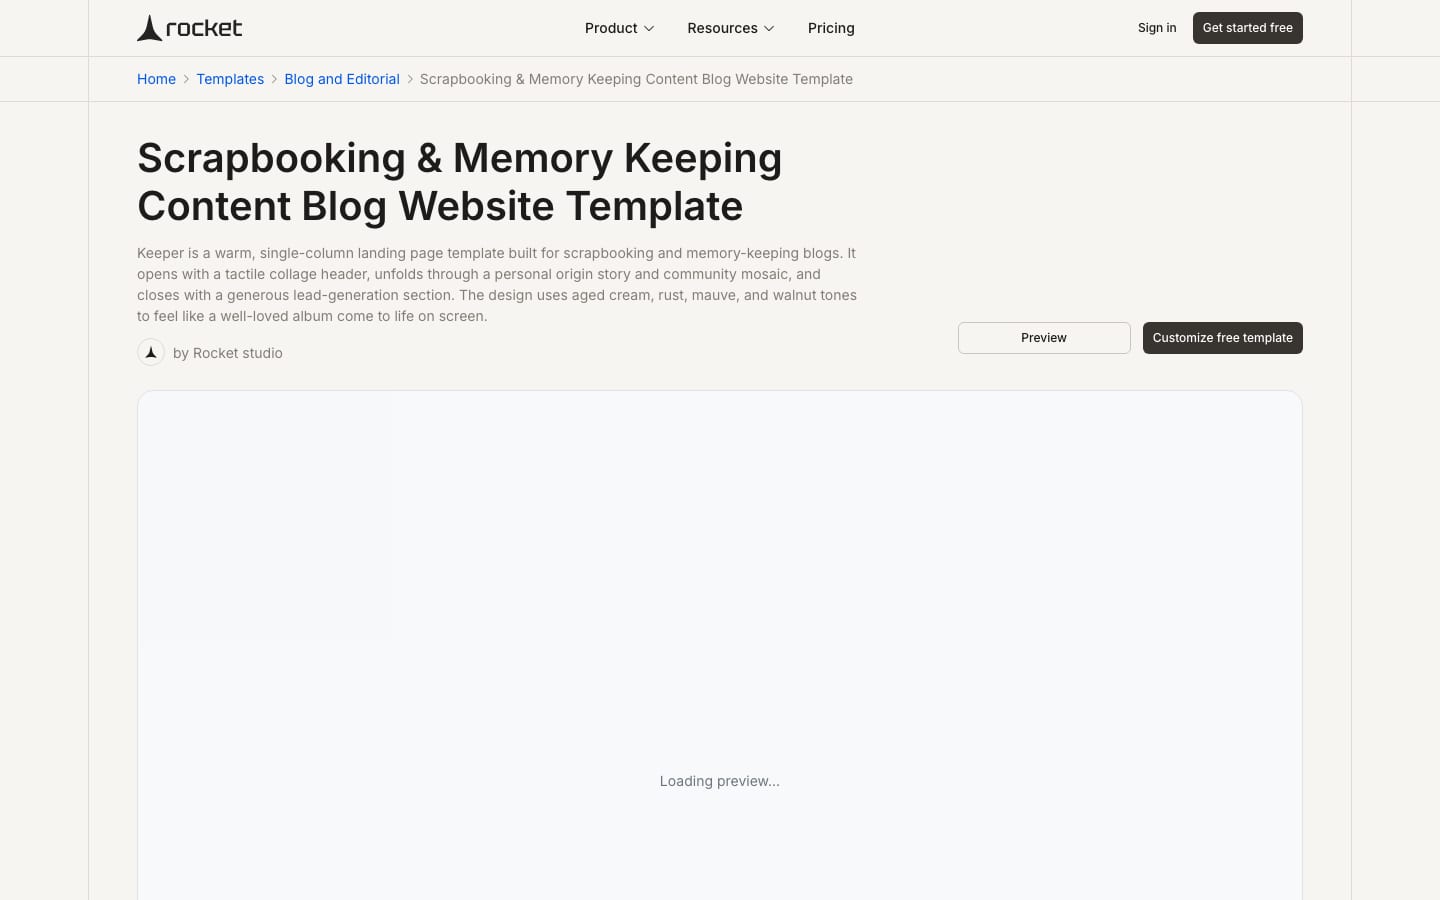 rocket
Product
Resources
Pricing
Sign in
Get started free
Home
Templates
Blog and Editorial
Scrapbooking & Memory Keeping Content Blog Website Template
Scrapbooking & Memory Keeping
Content Blog Website Template
Keeper is a warm, single-column landing page template built for scrapbooking and memory-keeping blogs. It
opens with a tactile collage header, unfolds through a personal origin story and community mosaic, and
closes with a generous lead-generation section. The design uses aged cream, rust, mauve, and walnut tones
to feel like a well-loved album come to life on screen.
by Rocket studio
Preview
Customize free template
Loading preview...